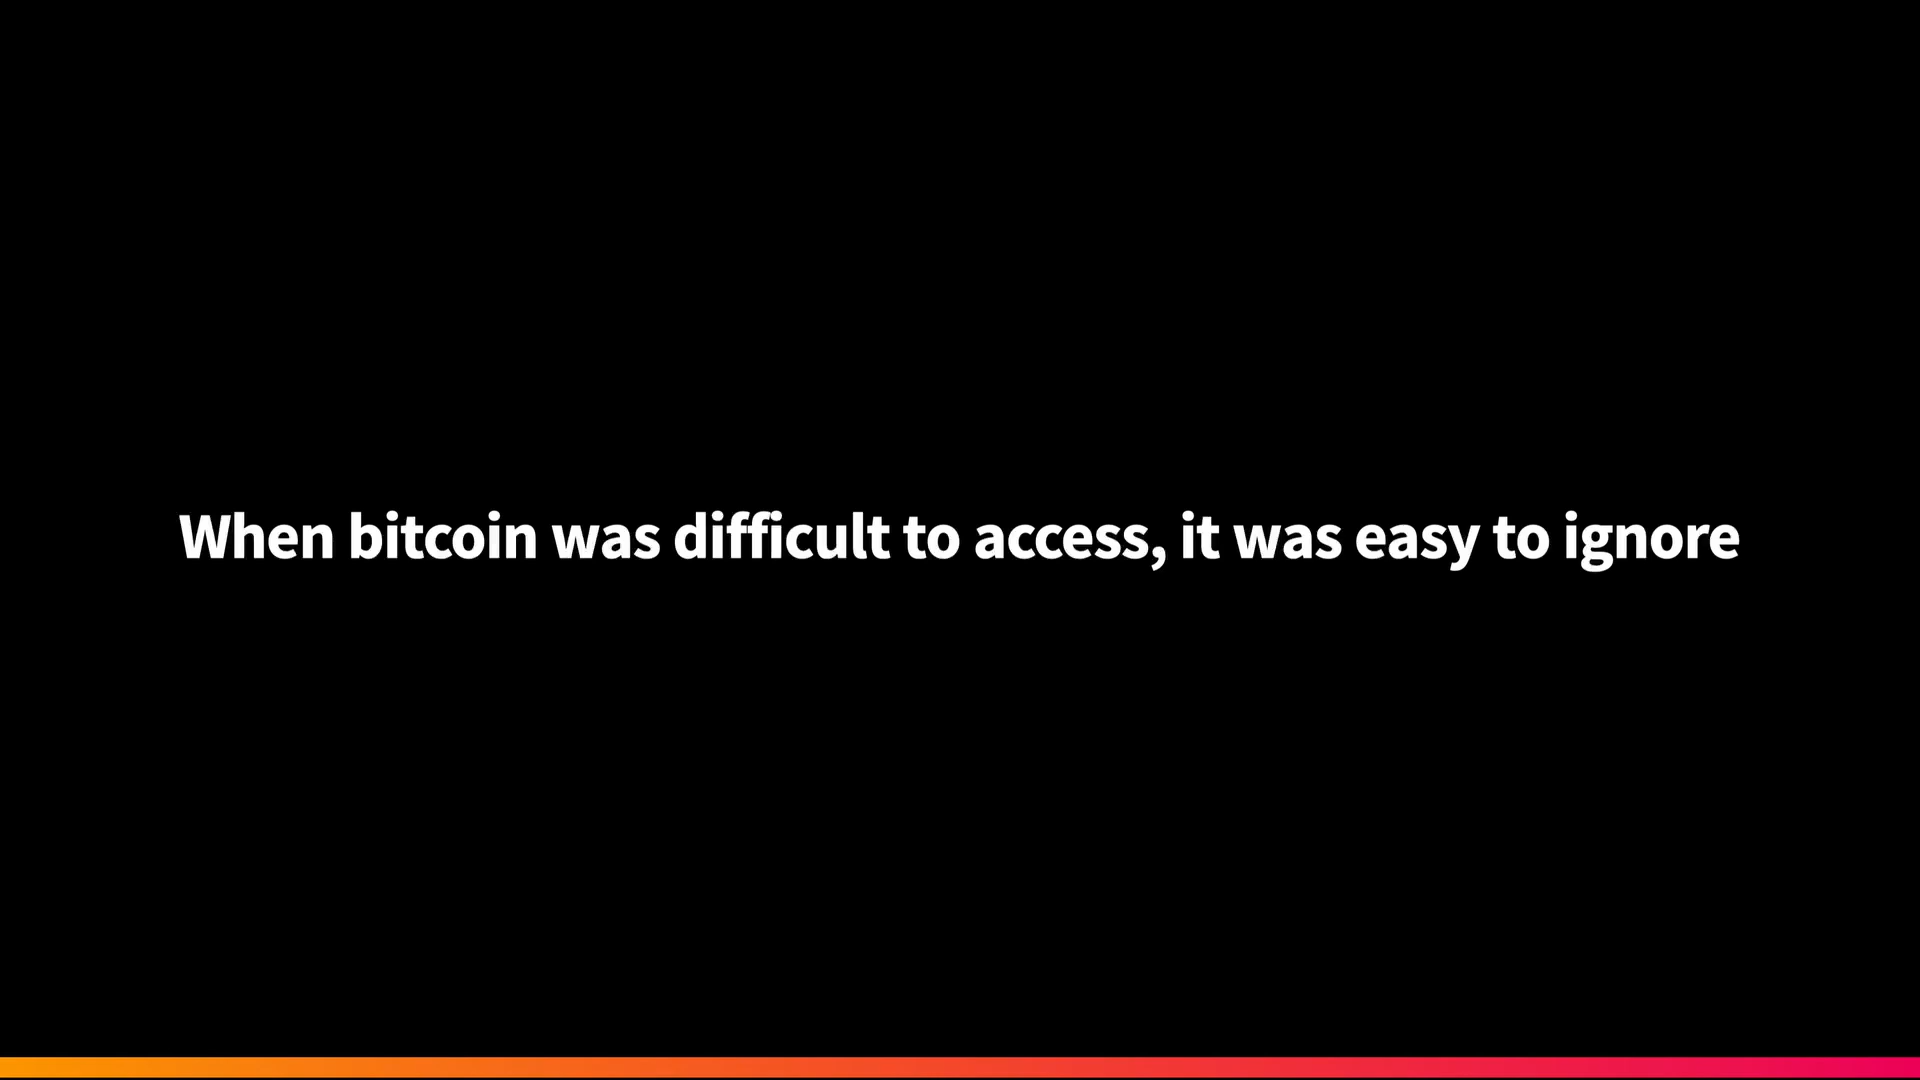 When bitcoin was difficult to access, it was easy to ignore